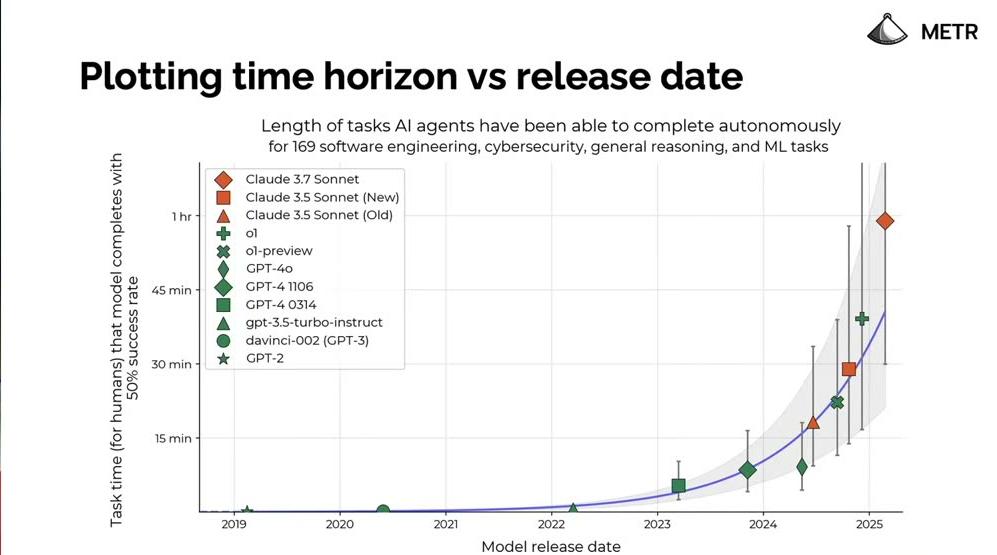 METR
Plotting time horizon vs release date
Length of tasks AI agents have been able to complete autonomously
for 169 software engineering, cybersecurity, general reasoning, and ML tasks
Task time (for humans) that model completes with
50% success rate
1 hr
45 min
30 min
15 min
Claude 3.7 Sonnet
Claude 3.5 Sonnet (New)
Claude 3.5 Sonnet (Old)
o1
o1-preview
GPT-4o
GPT-4 1106
GPT-4 0314
gpt-3.5-turbo-instruct
davinci-002 (GPT-3)
GPT-2
2019 2020 2021 2022 2023 2024 2025
Model release date